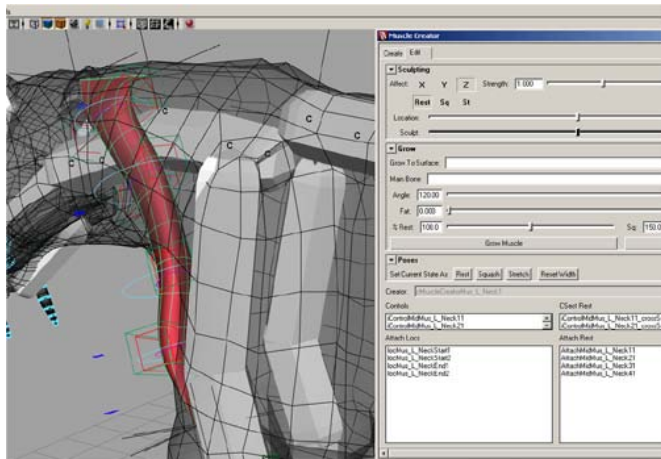 Muscle Creator
Create Edit
Sculpting
Affect: X Y Z Strength: 1.000
Rest Sq St
Location:
Sculpt:
Grow
Grow To Surface:
Main Bone:
Angle: 120.00
Fat: 0.000
% Rest: 100.0 Sq: 150.0
Grow Muscle
Poses
Set Current State As: Rest Squash Stretch Reset Width
Creator: cMuscleCreatorMus_L_Neck1
Controls CSect Rest
iControlMidMus_L_Neck11 iControlMidMus_L_Neck11_crossS
iControlMidMus_L_Neck21 iControlMidMus_L_Neck21_crossS
Attach Locs Attach Rest
locMus_L_NeckStart1 AttachMidMus_L_Neck11
locMus_L_NeckStart2 AttachMidMus_L_Neck21
locMus_L_NeckEnd1 AttachMidMus_L_Neck31
locMus_L_NeckEnd2 AttachMidMus_L_Neck41
C
C
C
C
C
C